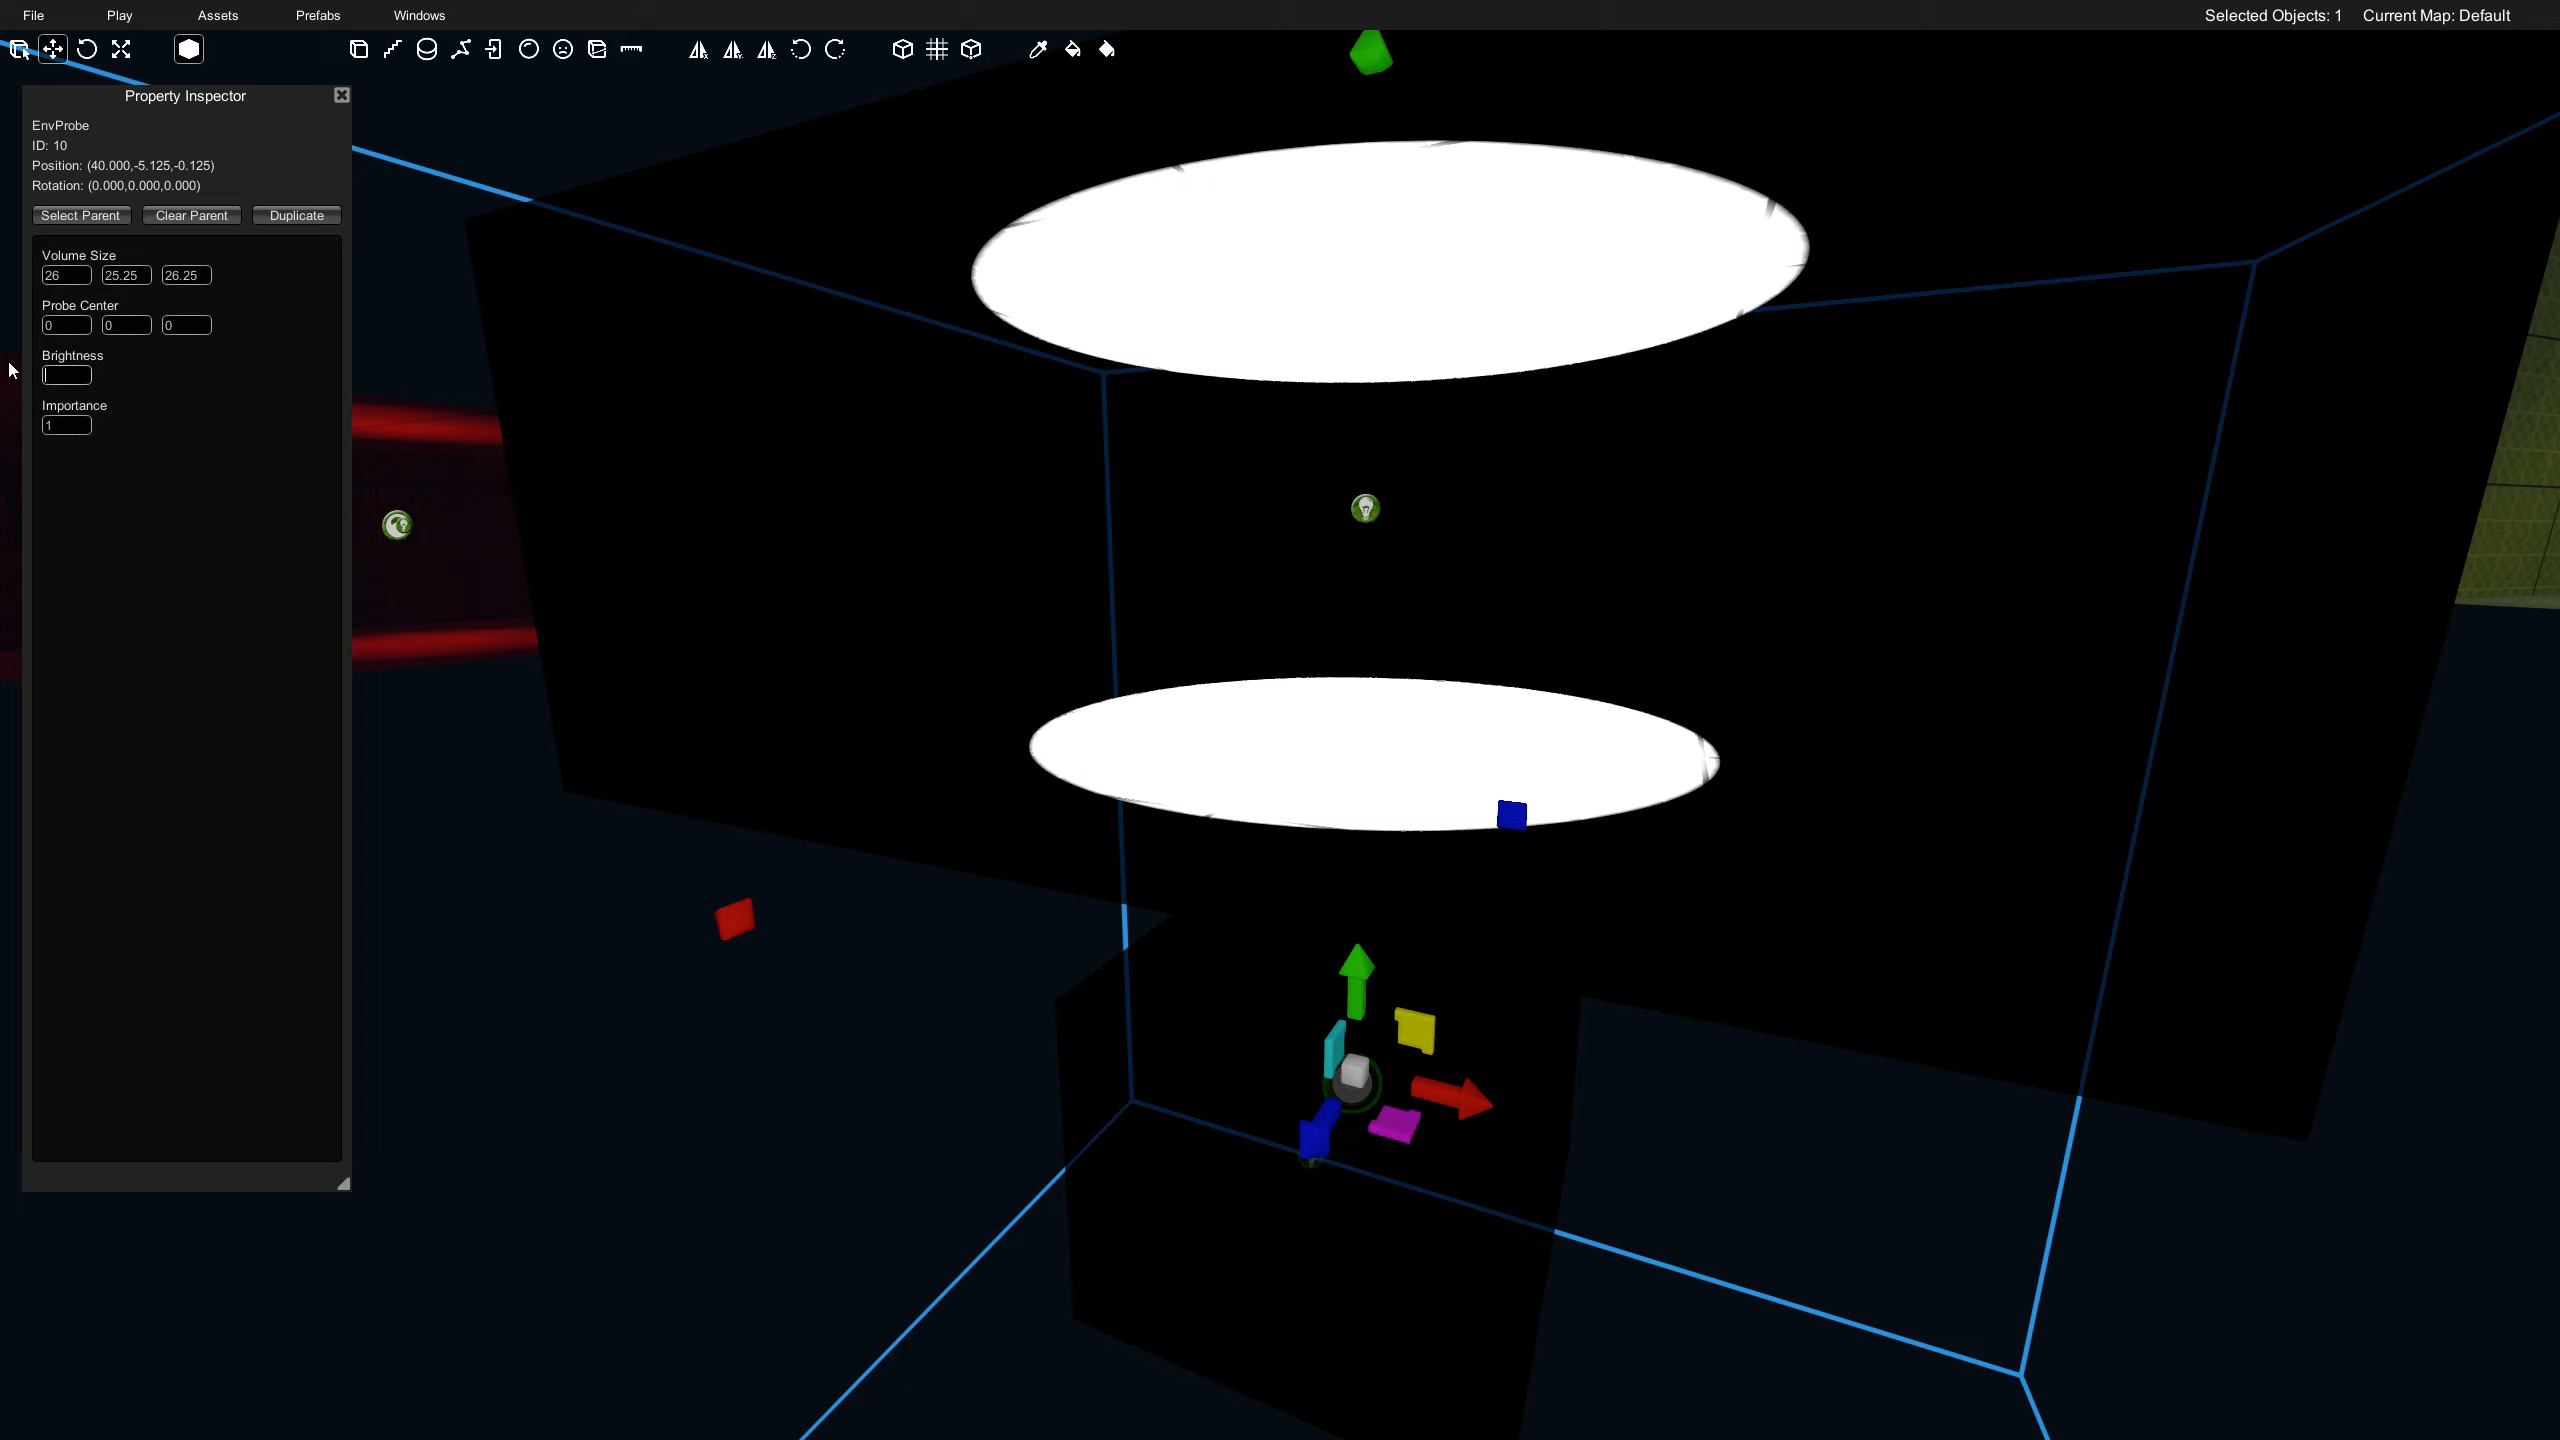 File Play Assets Prefabs Windows Selected Objects: 1 Current Map: Default
Property Inspector
EnvProbe
ID: 10
Position: (40.000,-5.125,-0.125)
Rotation: (0.000,0.000,0.000)
Select Parent Clear Parent Duplicate
Volume Size
26 25.25 26.25
Probe Center
0 0 0
Brightness
Importance
1